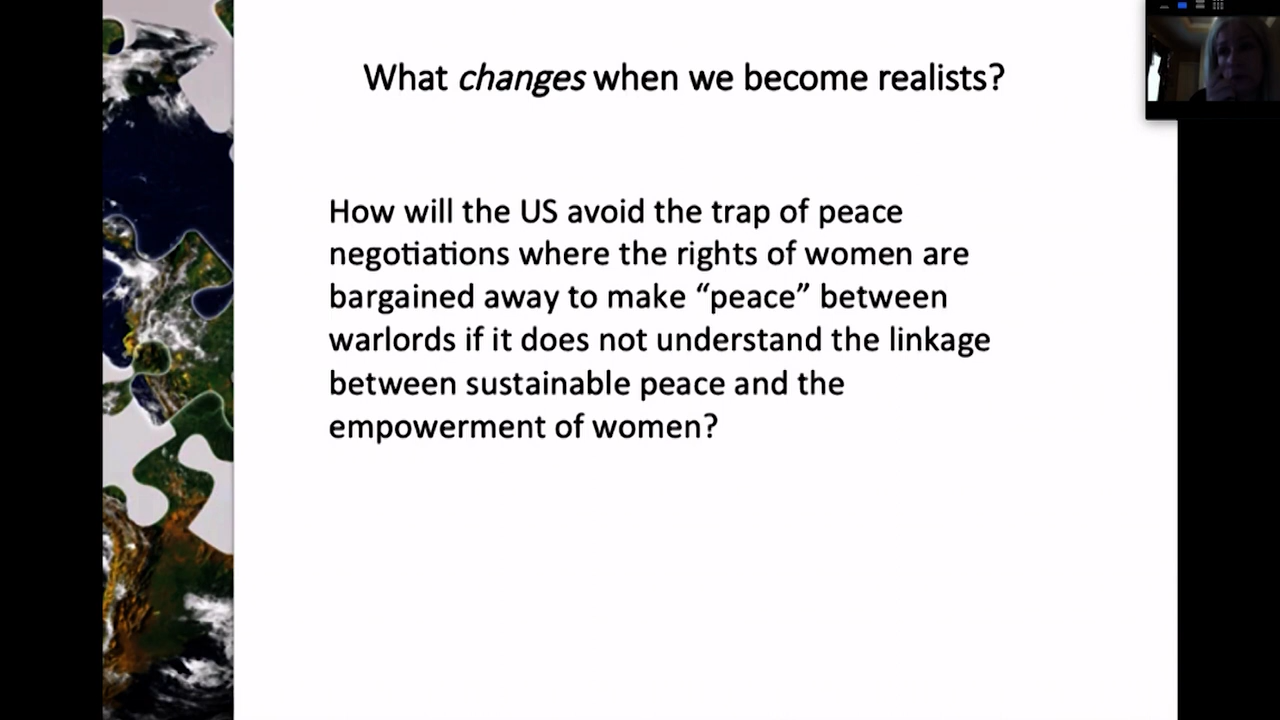 What changes when we become realists?
How will the US avoid the trap of peace
negotiations where the rights of women are
bargained away to make “peace” between
warlords if it does not understand the linkage
between sustainable peace and the
empowerment of women?